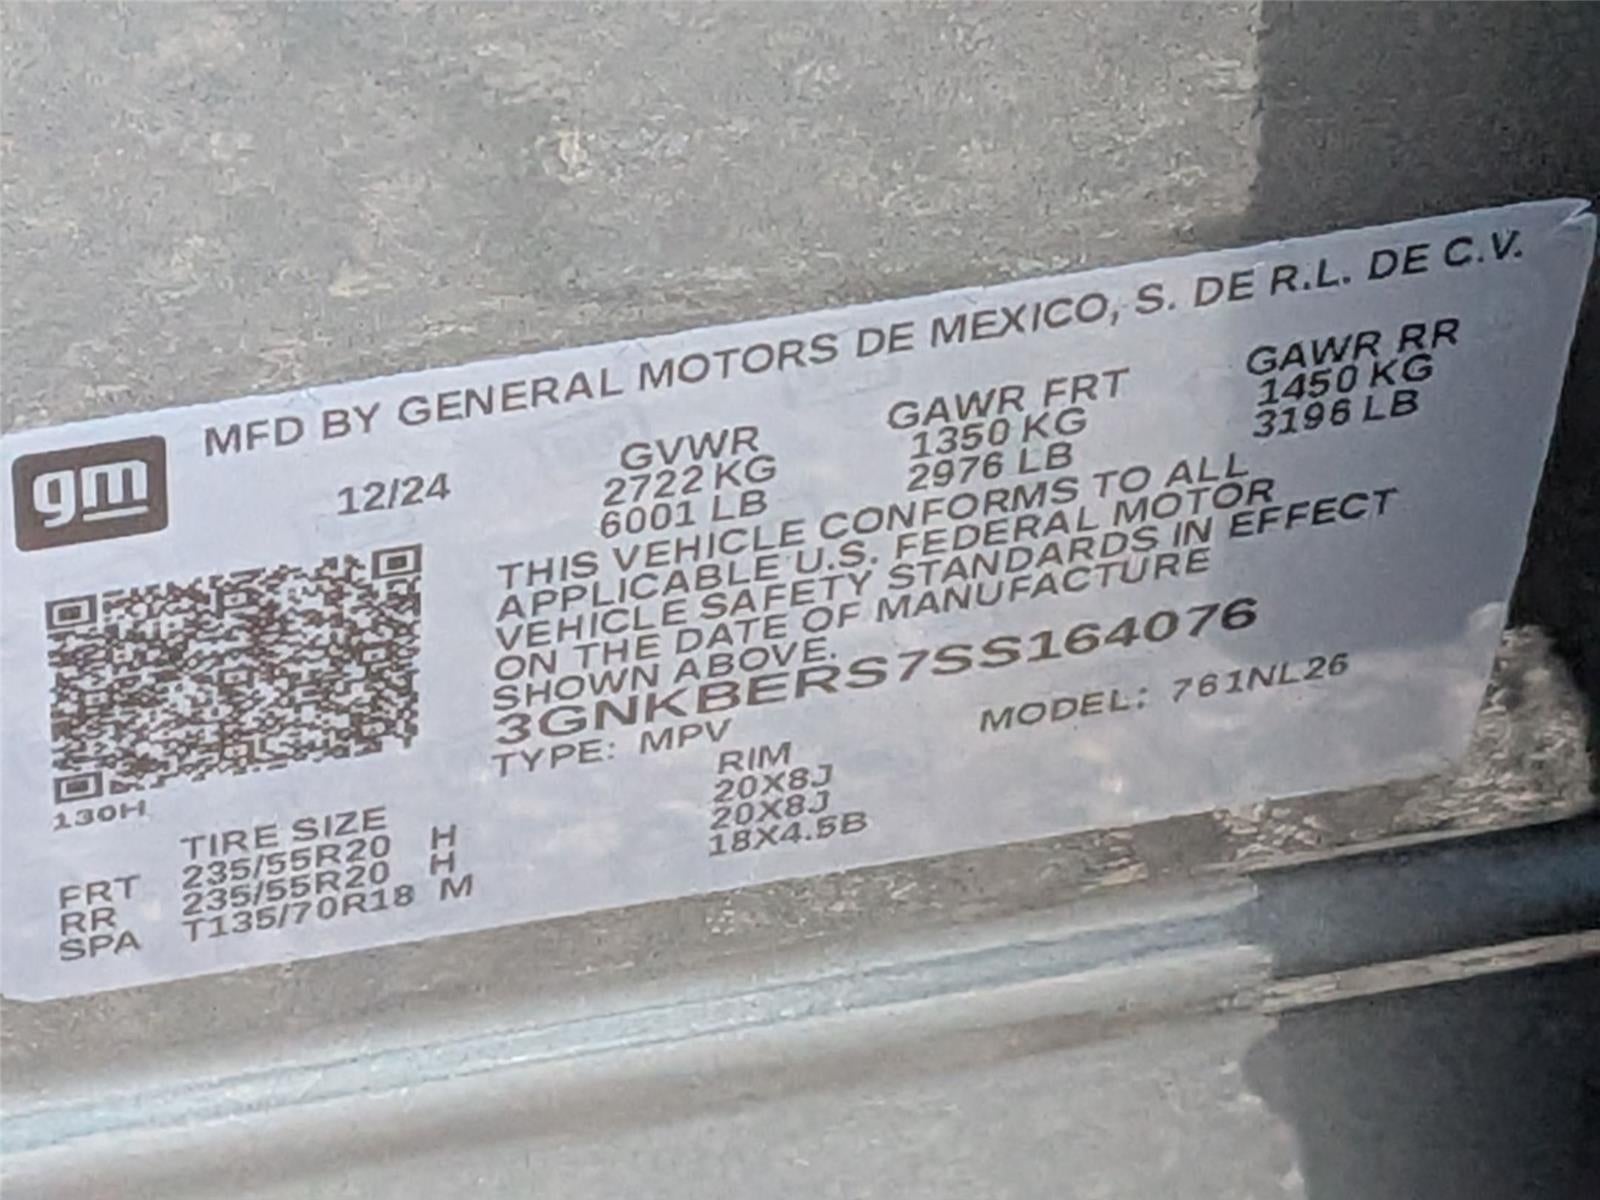 MFD BY GENERAL MOTORS DE MEXICO, S. DE R.L. DE C.V.
gm
12/24
GVWR
2722 KG
6001 LB
GAWR FRT
1350 KG
2976 LB
GAWR RR
1450 KG
3196 LB
THIS VEHICLE CONFORMS TO ALL
APPLICABLE U.S. FEDERAL MOTOR
VEHICLE SAFETY STANDARDS IN EFFECT
ON THE DATE OF MANUFACTURE
SHOWN ABOVE.
3GNKBERS7SS164076
TYPE: MPV
MODEL: 761NL26
130H
TIRE SIZE RIM
FRT 235/55R20 H 20X8J
RR 235/55R20 H 20X8J
SPA T135/70R18 M 18X4.5B